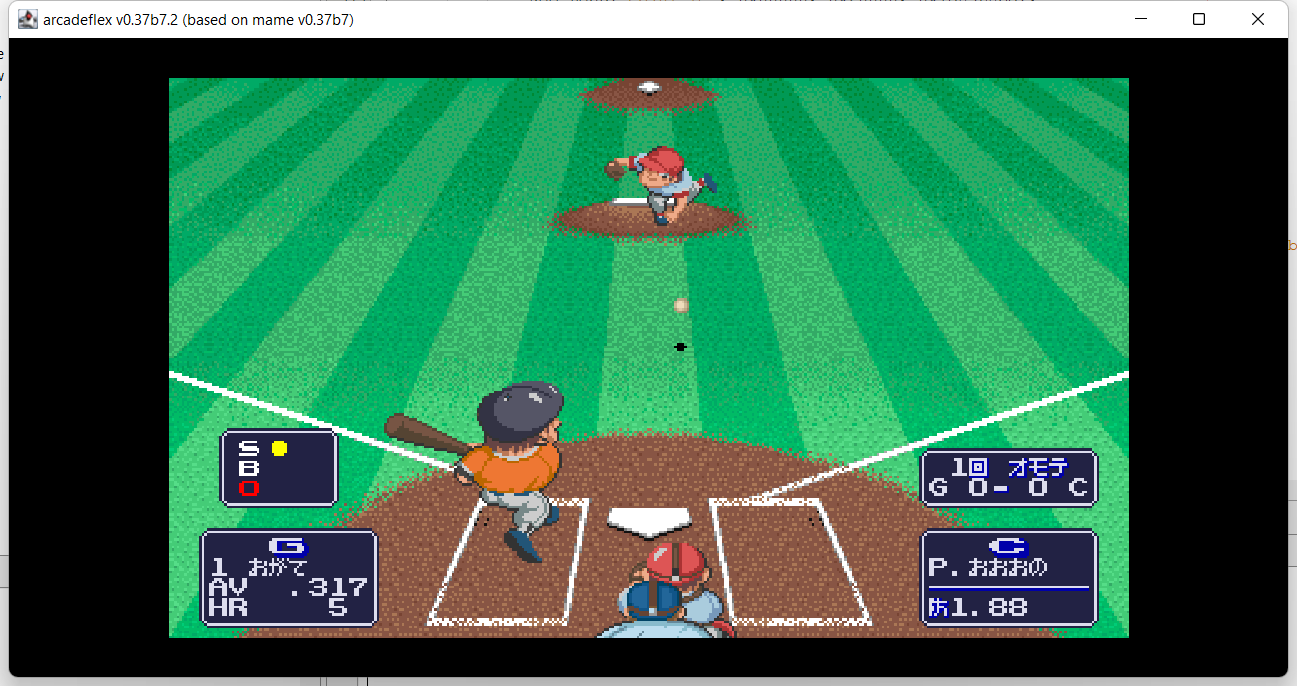 arcadeflex v0.37b7.2 (based on mame v0.37b7)
S
B
O
G
1 おがて
AV .317
HR 5
1回 オモテ
G 0- 0 C
C
P. おおおの
防1.88